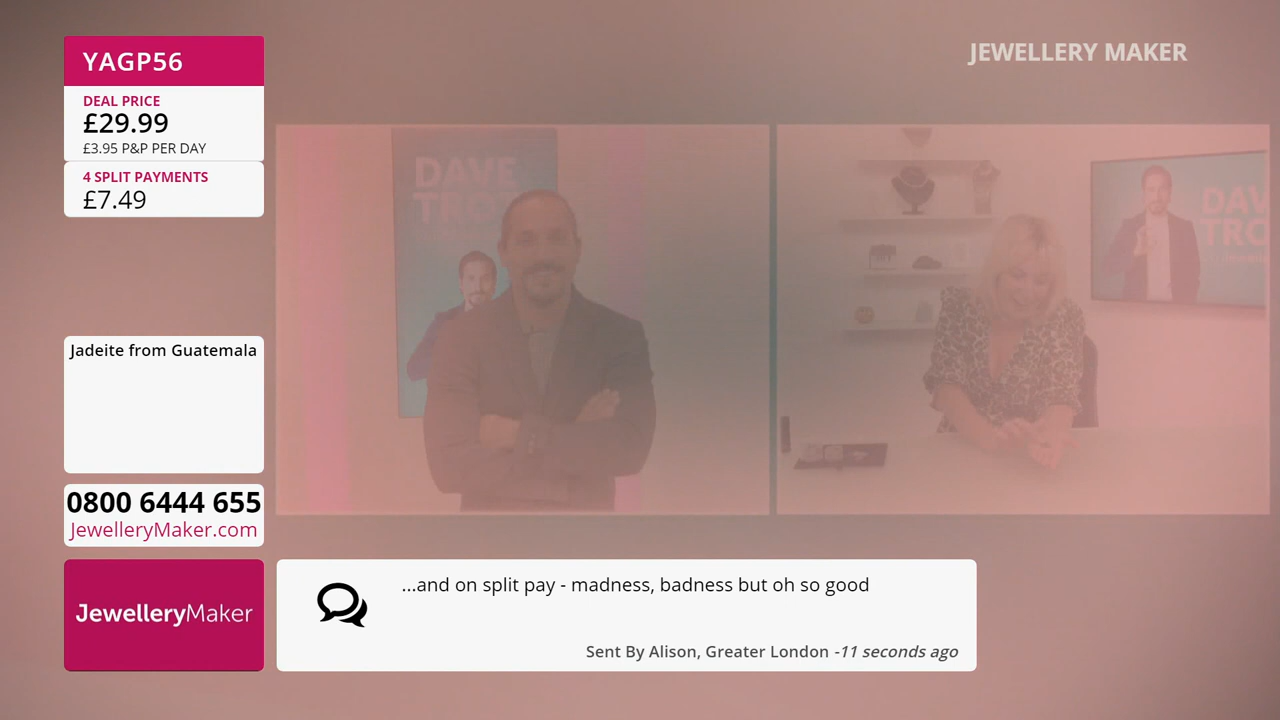 YAGP56
DEAL PRICE
£29.99
£3.95 P&P PER DAY
4 SPLIT PAYMENTS
£7.49
Jadeite from Guatemala
0800 6444 655
JewelleryMaker.com
JewelleryMaker
JEWELLERY MAKER
DAVE
...and on split pay - madness, badness but oh so good
Sent By Alison, Greater London -11 seconds ago